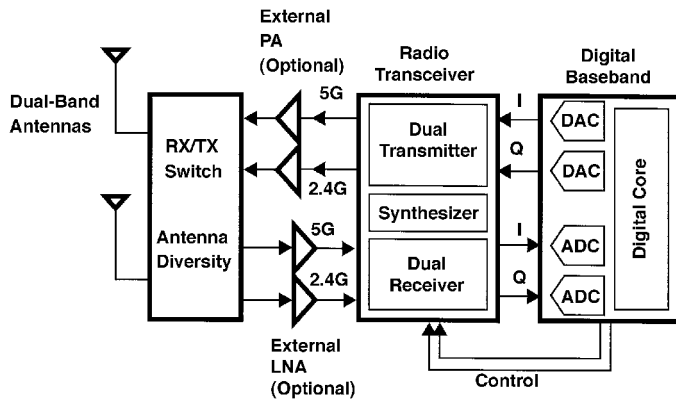 External
PA
(Optional)
Radio
Transceiver
Digital
Baseband
Dual-Band
Antennas
5G
2.4G
RX/TX
Switch
Antenna
Diversity
5G
2.4G
External
LNA
(Optional)
Dual
Transmitter
Synthesizer
Dual
Receiver
I
Q
I
Q
DAC
DAC
ADC
ADC
Digital Core
Control